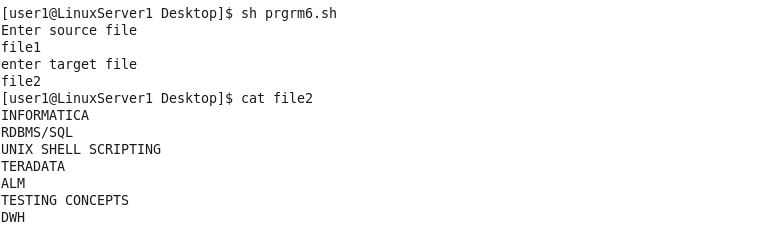 [user1@LinuxServer1 Desktop]$ sh prgrm6.sh
Enter source file
file1
enter target file
file2
[user1@LinuxServer1 Desktop]$ cat file2
INFORMATICA
RDBMS/SQL
UNIX SHELL SCRIPTING
TERADATA
ALM
TESTING CONCEPTS
DWH